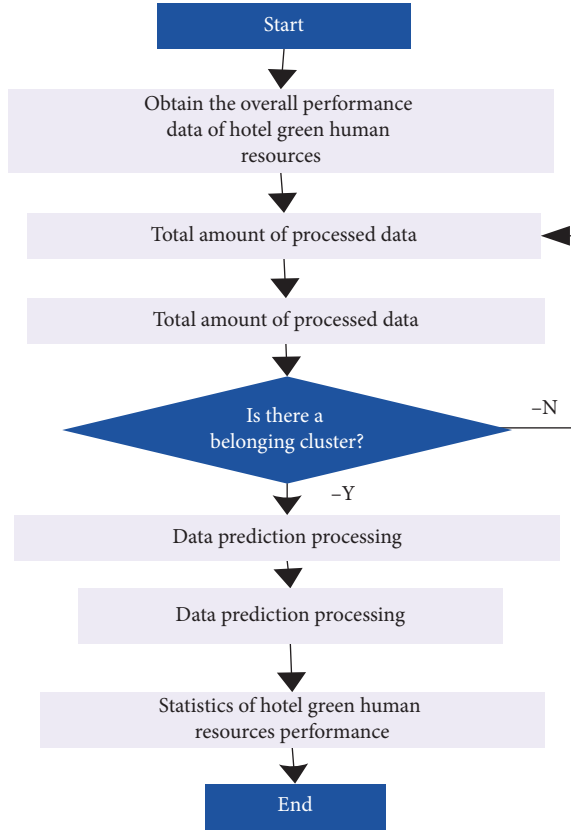 Start
Obtain the overall performance
data of hotel green human
resources
Total amount of processed data
Total amount of processed data
Is there a
belonging cluster?
–N
–Y
Data prediction processing
Data prediction processing
Statistics of hotel green human
resources performance
End